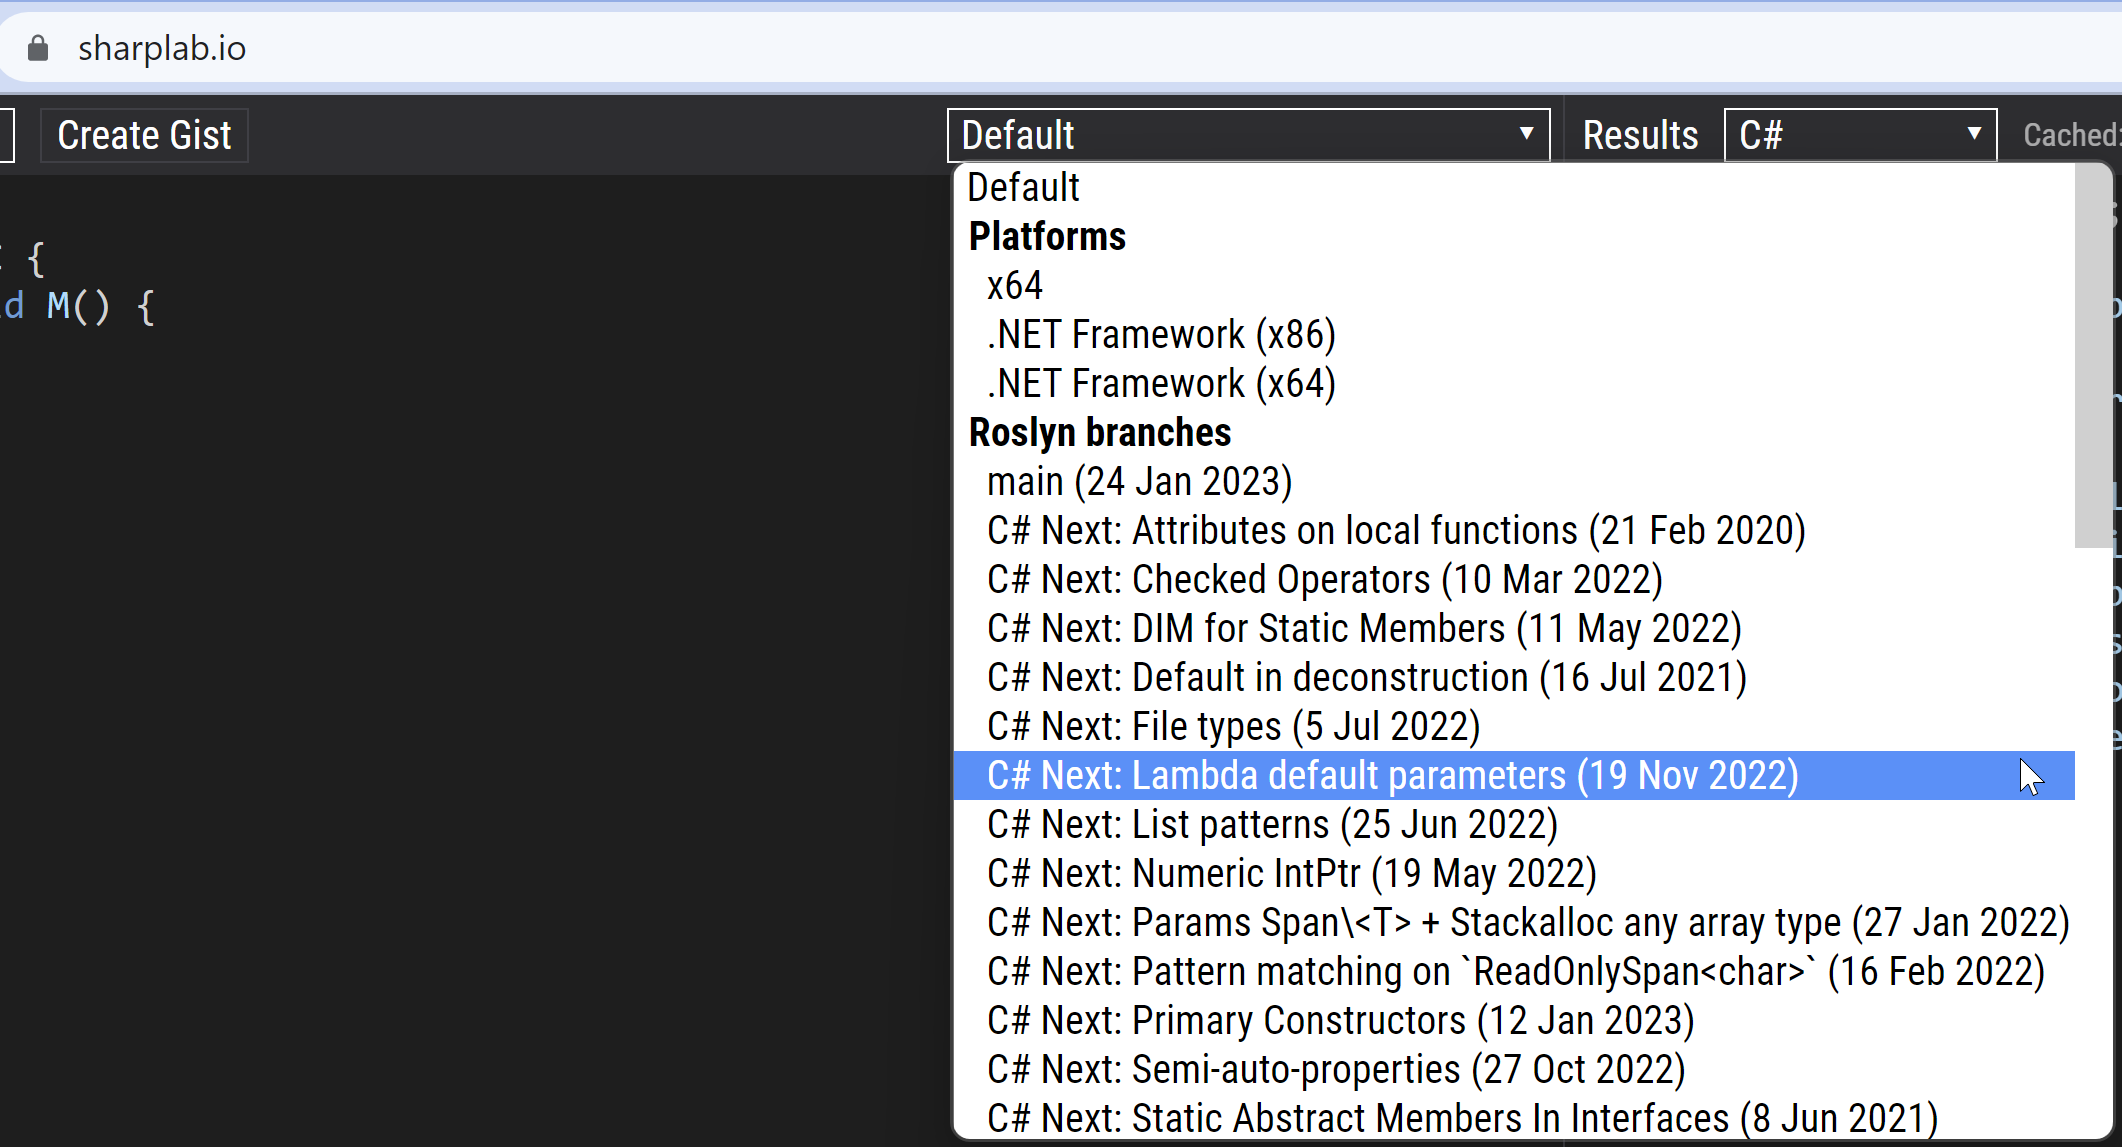 sharplab.io
Create Gist
Default
Results
C#
Cached:
{
d M() {
Default
Platforms
x64
.NET Framework (x86)
.NET Framework (x64)
Roslyn branches
main (24 Jan 2023)
C# Next: Attributes on local functions (21 Feb 2020)
C# Next: Checked Operators (10 Mar 2022)
C# Next: DIM for Static Members (11 May 2022)
C# Next: Default in deconstruction (16 Jul 2021)
C# Next: File types (5 Jul 2022)
C# Next: Lambda default parameters (19 Nov 2022)
C# Next: List patterns (25 Jun 2022)
C# Next: Numeric IntPtr (19 May 2022)
C# Next: Params Span\<T> + Stackalloc any array type (27 Jan 2022)
C# Next: Pattern matching on `ReadOnlySpan<char>` (16 Feb 2022)
C# Next: Primary Constructors (12 Jan 2023)
C# Next: Semi-auto-properties (27 Oct 2022)
C# Next: Static Abstract Members In Interfaces (8 Jun 2021)